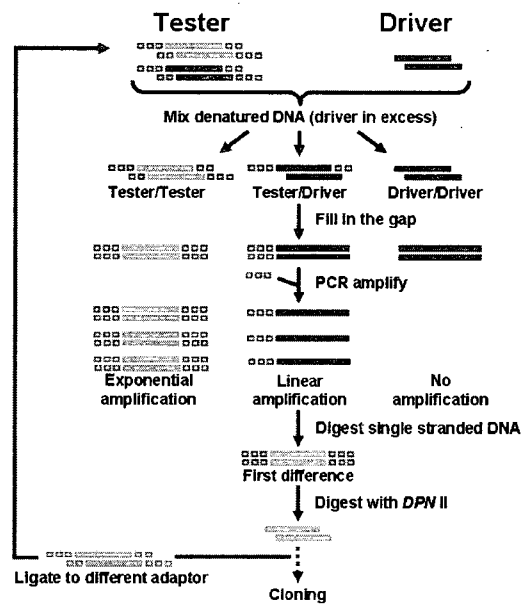 Tester Driver
Mix denatured DNA (driver in excess)
Tester/Tester Tester/Driver Driver/Driver
Fill in the gap
PCR amplify
Exponential amplification
Linear amplification
No amplification
Digest single stranded DNA
First difference
Digest with DPN II
Ligate to different adaptor
Cloning